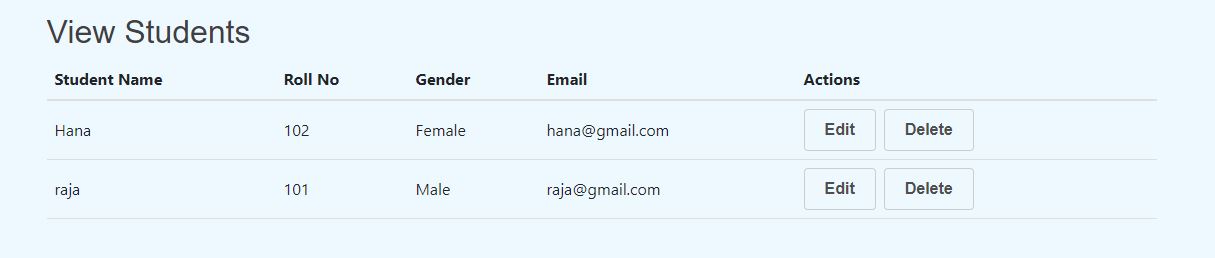 View Students
Student Name Roll No Gender Email Actions
Hana 102 Female hana@gmail.com Edit Delete
raja 101 Male raja@gmail.com Edit Delete